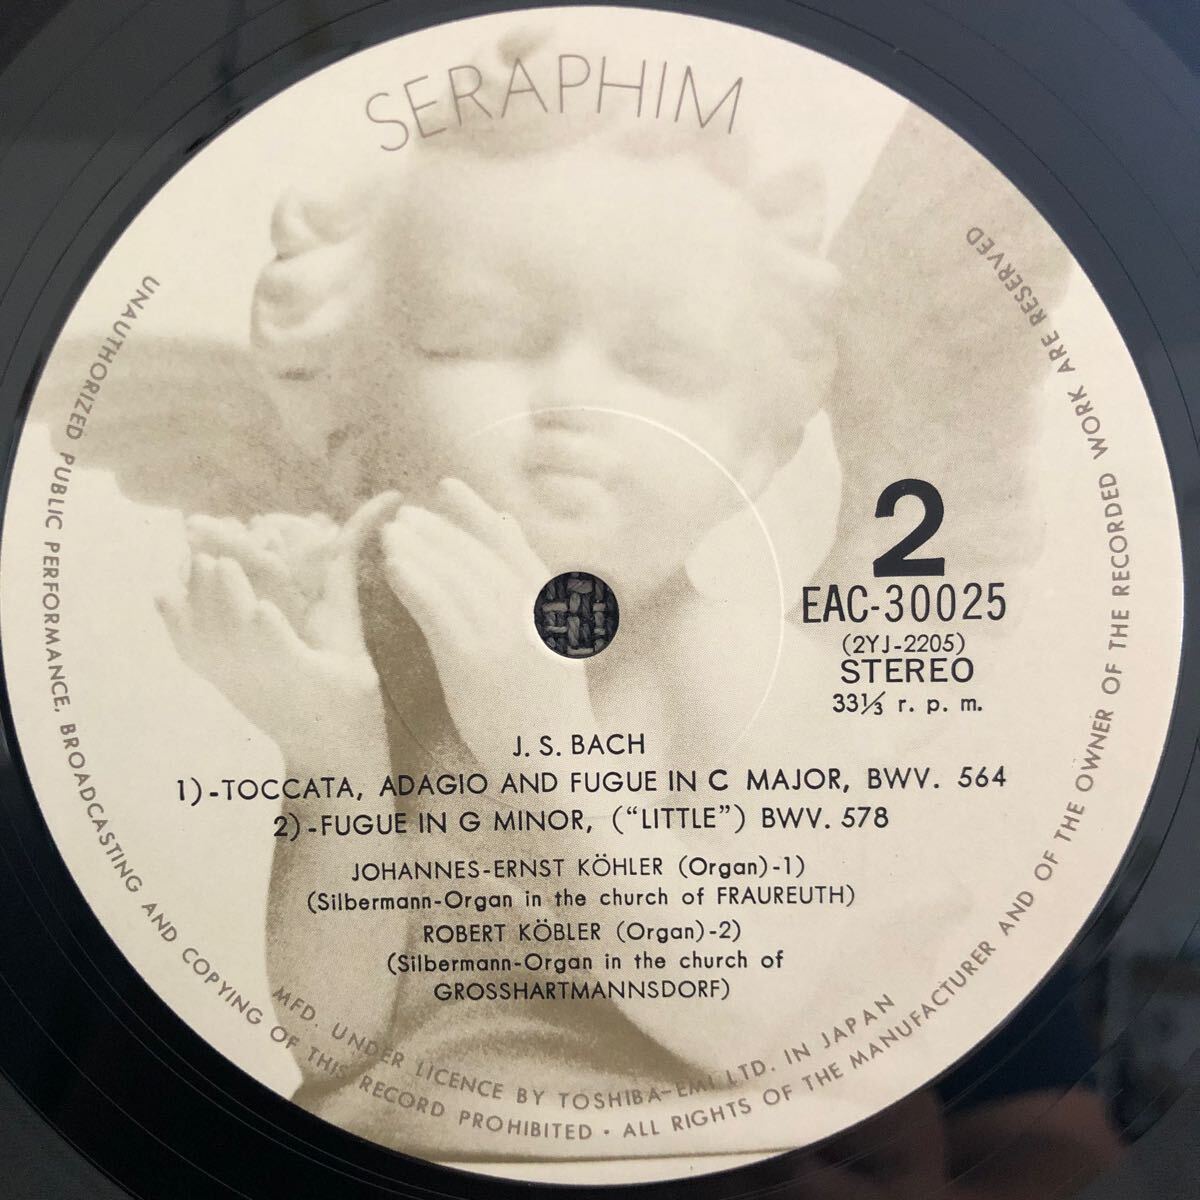 SERAPHIM
2
EAC-30025
(2YJ-2205)
STEREO
33⅓ r. p. m.
J. S. BACH
1)-TOCCATA, ADAGIO AND FUGUE IN C MAJOR, BWV. 564
2)-FUGUE IN G MINOR, (“LITTLE”) BWV. 578
JOHANNES-ERNST KÖHLER (Organ)-1)
(Silbermann-Organ in the church of FRAUREUTH)
ROBERT KÖBLER (Organ)-2)
(Silbermann-Organ in the church of
GROSSHARTMANNSDORF)
MFD. UNDER LICENCE BY TOSHIBA-EMI LTD. IN JAPAN
UNAUTHORIZED PUBLIC PERFORMANCE, BROADCASTING AND COPYING OF THIS RECORD PROHIBITED • ALL RIGHTS OF THE MANUFACTURER AND OF THE OWNER OF THE RECORDED WORK ARE RESERVED